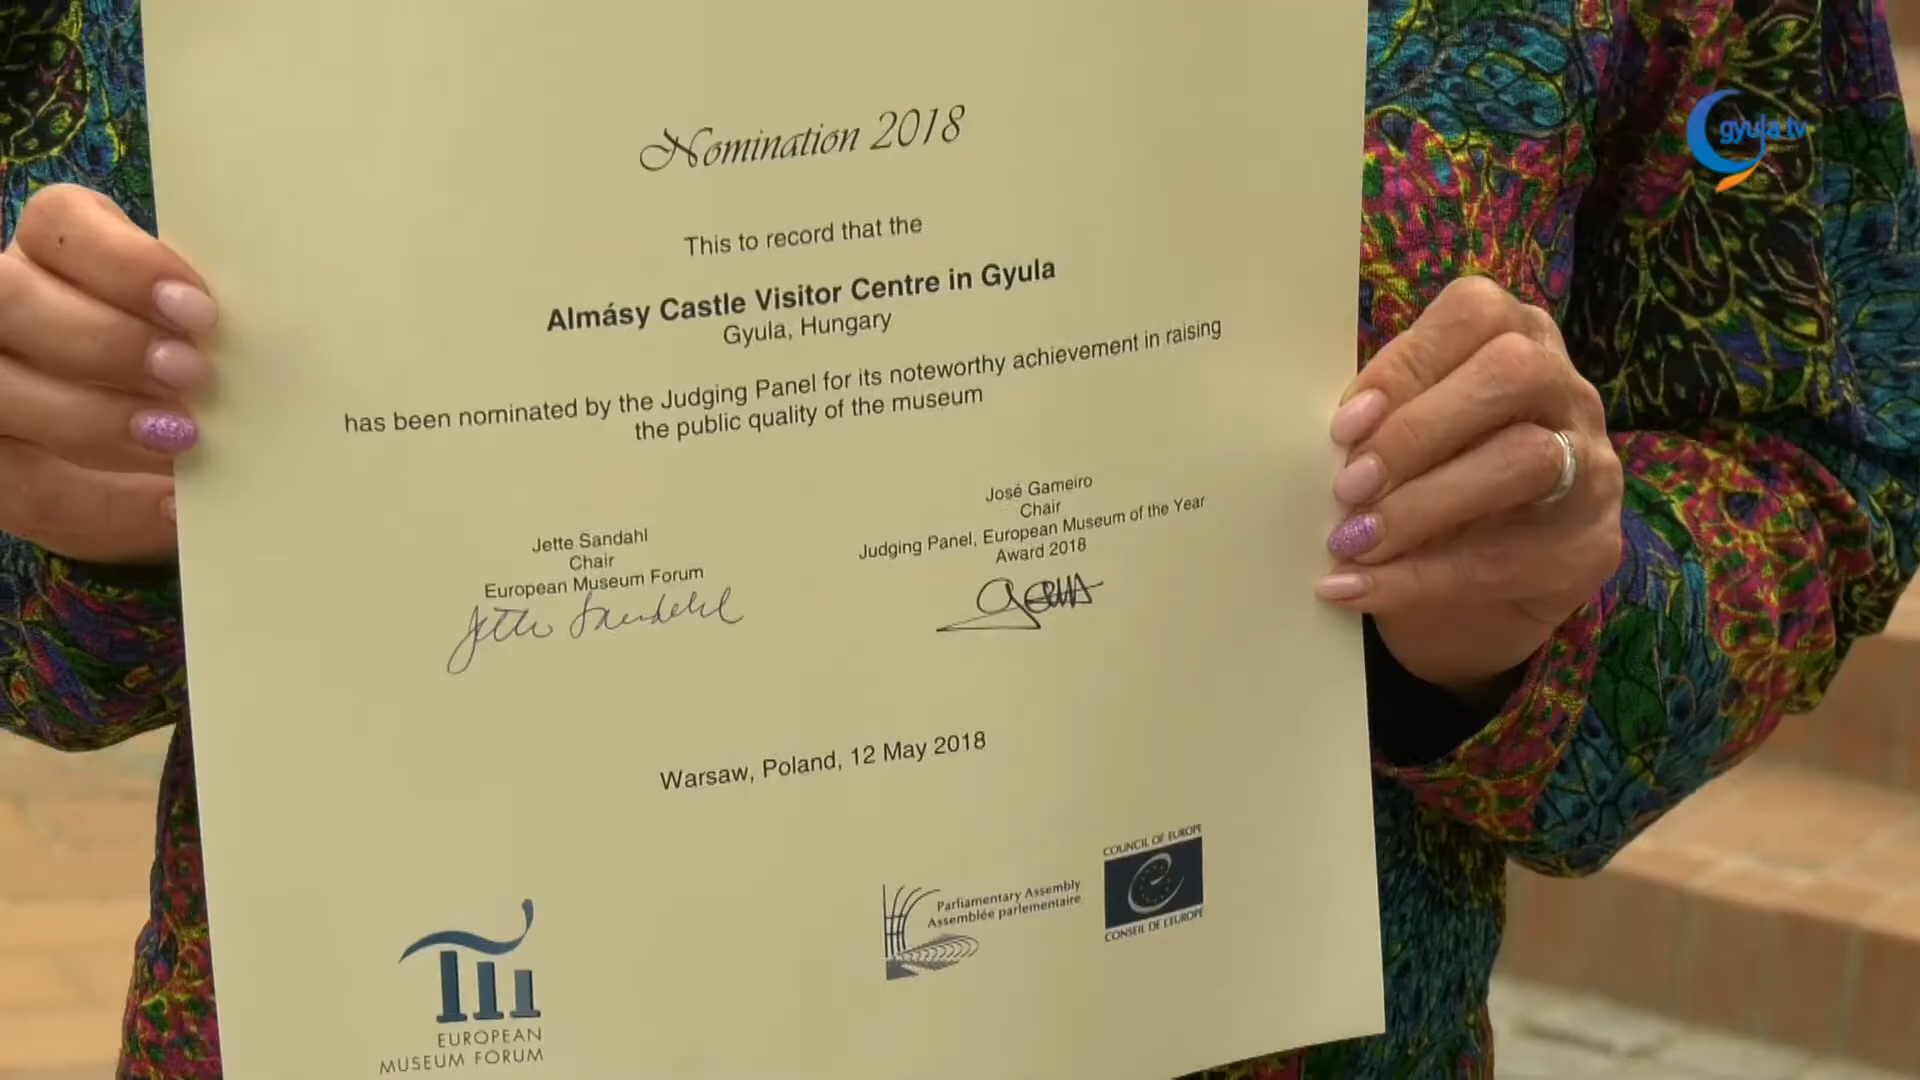 Nomination 2018
gyula tv
This to record that the
Almásy Castle Visitor Centre in Gyula
Gyula, Hungary
has been nominated by the Judging Panel for its noteworthy achievement in raising
the public quality of the museum
Jette Sandahl
Chair
European Museum Forum
Jette Sandahl
José Gameiro
Chair
Judging Panel, European Museum of the Year
Award 2018
Warsaw, Poland, 12 May 2018
EUROPEAN
MUSEUM FORUM
Parliamentary Assembly
Assemblée parlementaire
COUNCIL OF EUROPE
CONSEIL DE L'EUROPE